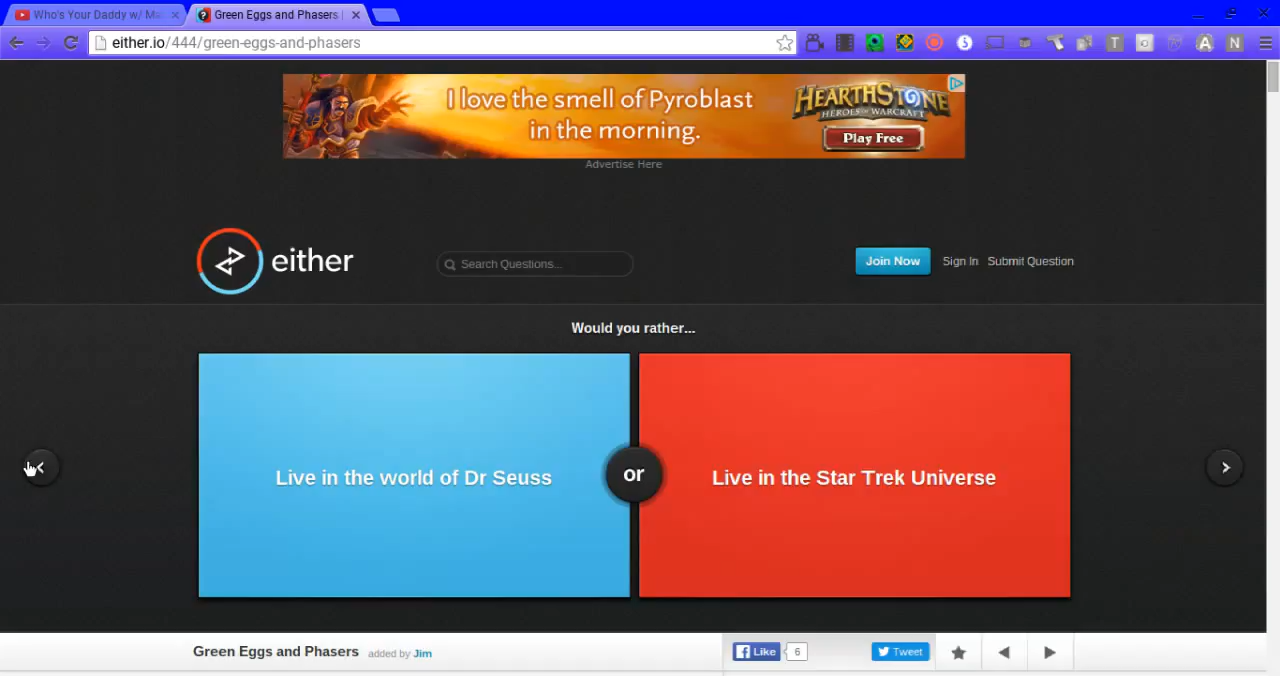 Who's Your Daddy w/ Ma
Green Eggs and Phasers |
either.io/444/green-eggs-and-phasers
I love the smell of Pyroblast
in the morning.
HEARTHSTONE
HEROES OF WARCRAFT
Play Free
Advertise Here
either
Search Questions...
Join Now
Sign In
Submit Question
Would you rather...
Live in the world of Dr Seuss
or
Live in the Star Trek Universe
Green Eggs and Phasers
added by Jim
Like
6
Tweet